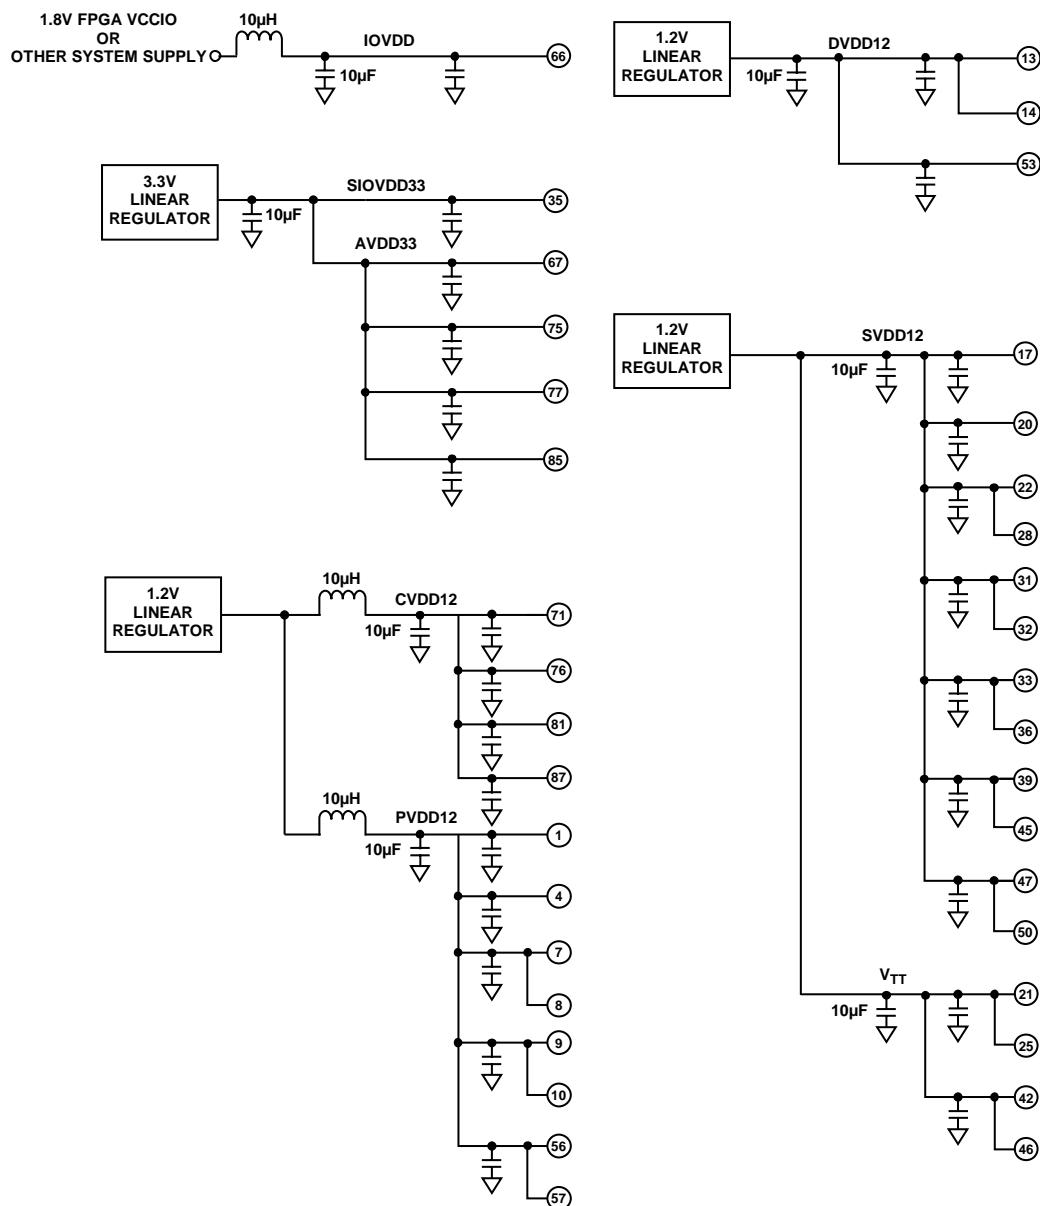 1.8V FPGA VCCIO
OR
OTHER SYSTEM SUPPLY
10µH
IOVDD
10µF
66
3.3V
LINEAR
REGULATOR
SIOVDD33
10µF
35
AVDD33
67
75
77
85
1.2V
LINEAR
REGULATOR
10µH
CVDD12
10µF
71
76
81
87
10µH
PVDD12
10µF
1
4
7
8
9
10
56
57
1.2V
LINEAR
REGULATOR
DVDD12
10µF
13
14
53
1.2V
LINEAR
REGULATOR
SVDD12
10µF
17
20
22
28
31
32
33
36
39
45
47
50
VTT
10µF
21
25
42
46